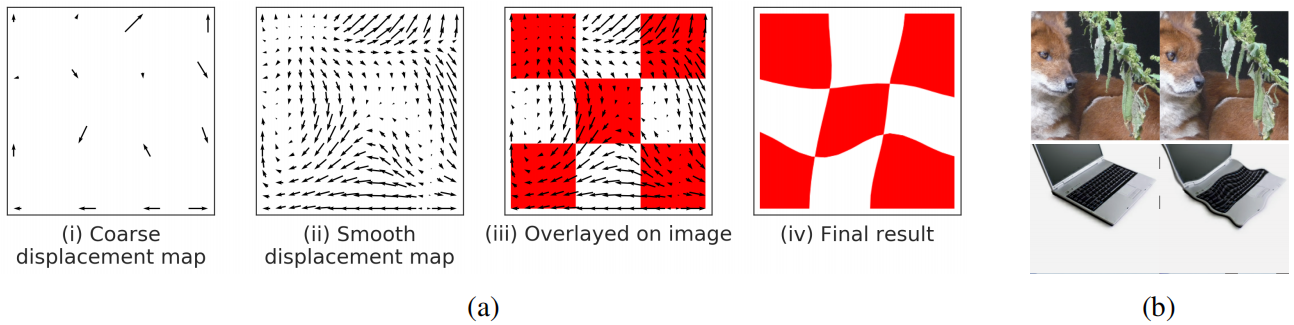 (i) Coarse
displacement map
(ii) Smooth
displacement map
(iii) Overlayed on image
(iv) Final result
(a)
(b)